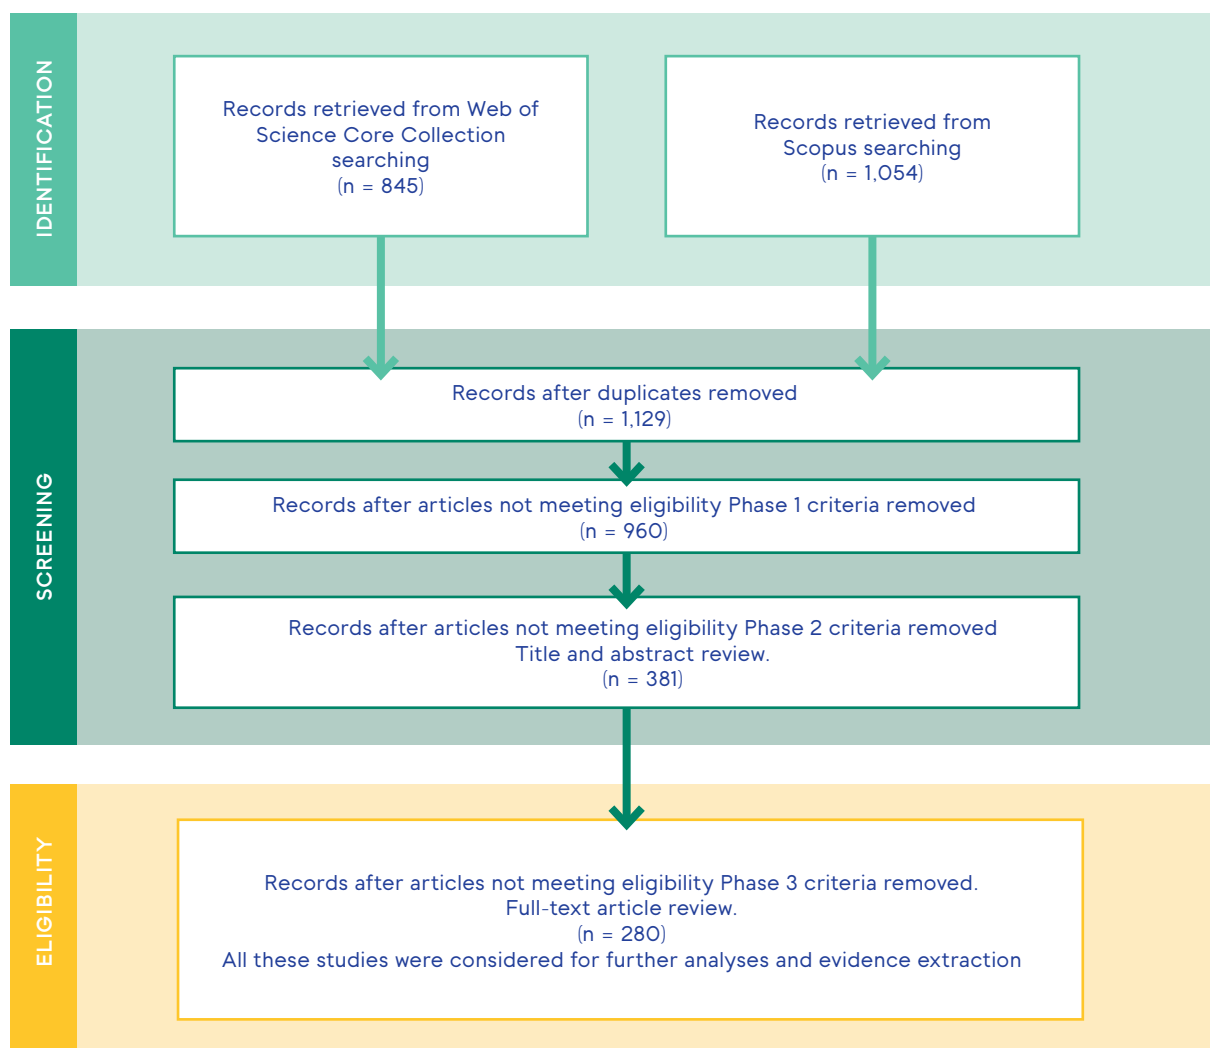 IDENTIFICATION
Records retrieved from Web of
Science Core Collection
searching
(n = 845)
Records retrieved from
Scopus searching
(n = 1,054)
SCREENING
Records after duplicates removed
(n = 1,129)
Records after articles not meeting eligibility Phase 1 criteria removed
(n = 960)
Records after articles not meeting eligibility Phase 2 criteria removed
Title and abstract review.
(n = 381)
ELIGIBILITY
Records after articles not meeting eligibility Phase 3 criteria removed.
Full-text article review.
(n = 280)
All these studies were considered for further analyses and evidence extraction